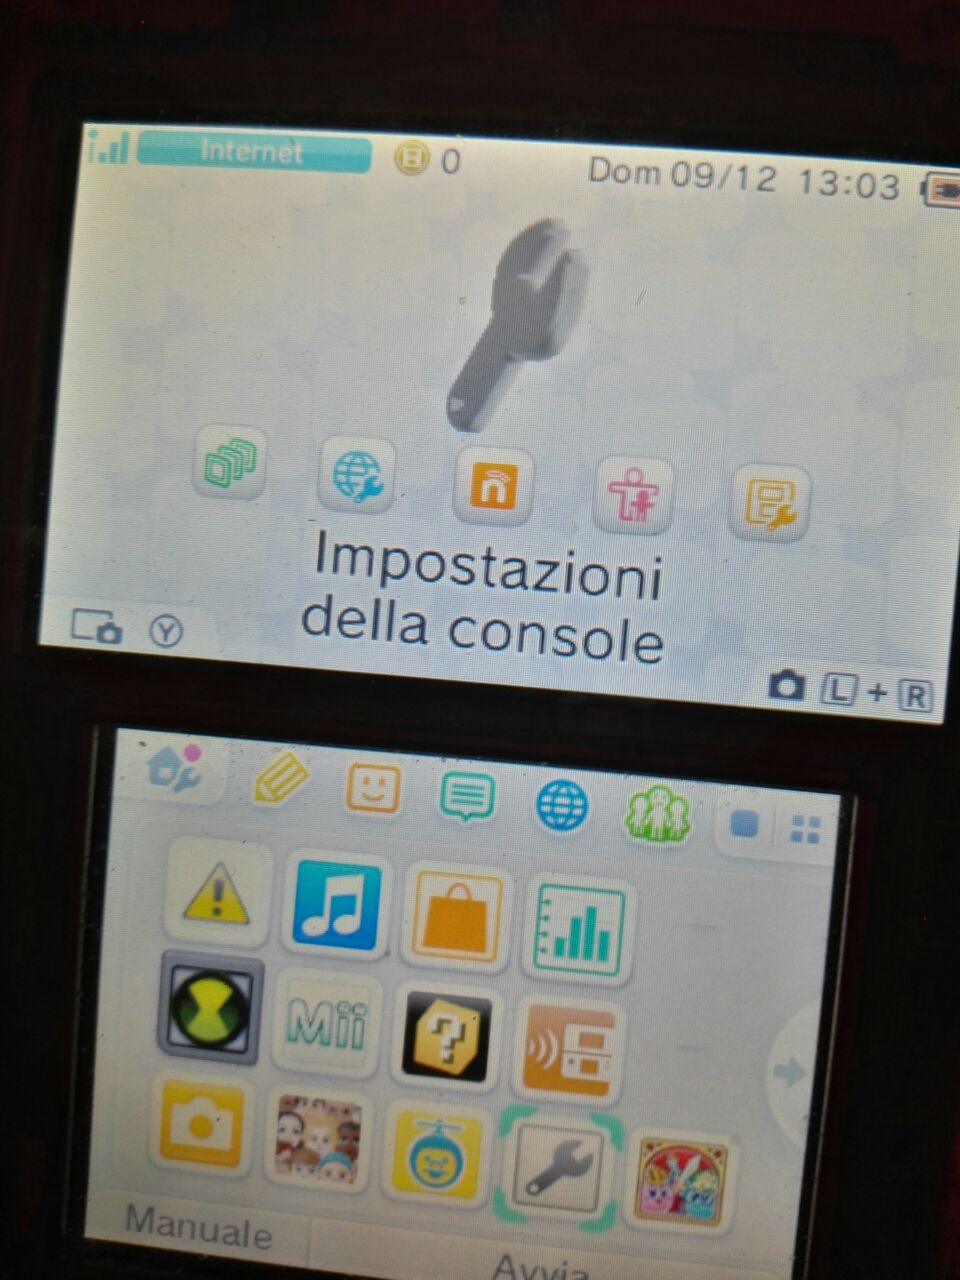 Internet
0
Dom 09/12 13:03
Impostazioni
della console
Y
L + R
Mii
?
Manuale
Avvia